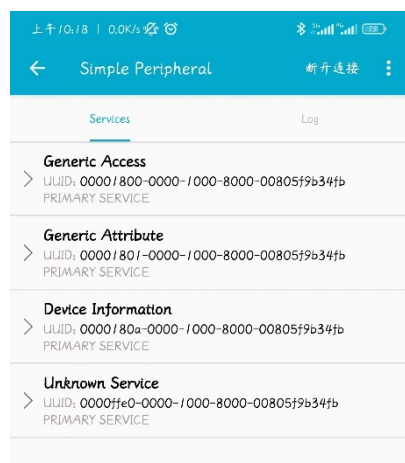 上午10:18 | 0.0K/s
Simple Peripheral 断开连接
Services Log
Generic Access
UUID: 00001800-0000-1000-8000-00805f9b34fb
PRIMARY SERVICE
Generic Attribute
UUID: 00001801-0000-1000-8000-00805f9b34fb
PRIMARY SERVICE
Device Information
UUID: 0000180a-0000-1000-8000-00805f9b34fb
PRIMARY SERVICE
Unknown Service
UUID: 0000ffe0-0000-1000-8000-00805f9b34fb
PRIMARY SERVICE